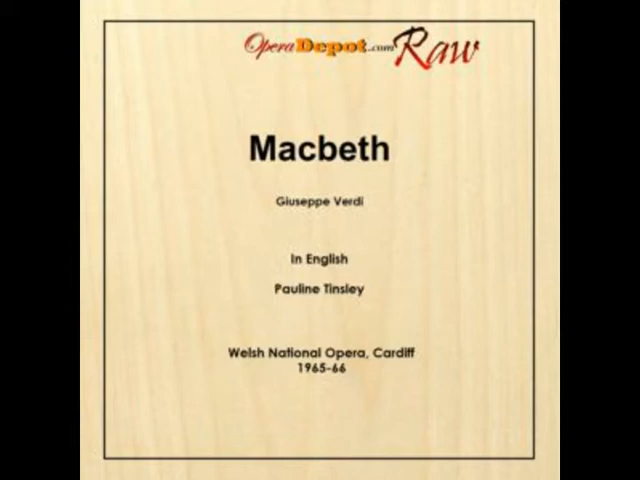 OperaDepot.com Raw
Macbeth
Giuseppe Verdi
In English
Pauline Tinsley
Welsh National Opera, Cardiff
1965-66